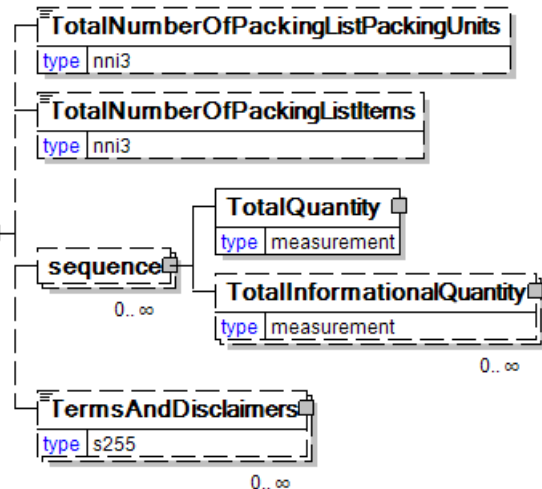 TotalNumberOfPackingListPackingUnits
type nni3
TotalNumberOfPackingListItems
type nni3
TotalQuantity
type measurement
sequence
0.. ∞
TotalInformationalQuantity
type measurement
0.. ∞
TermsAndDisclaimers
type s255
0.. ∞